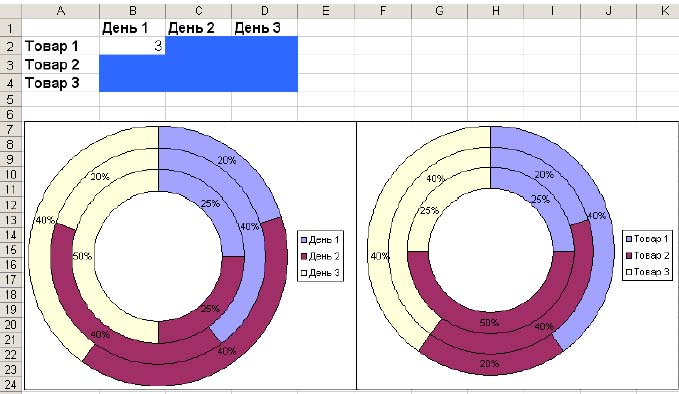 A B C D E F G H I J K
1 День 1 День 2 День 3
2 Товар 1 3
3 Товар 2
4 Товар 3
5
6
7
8
9 20% 20%
10 20% 40%
11 25% 25% 25%
12
13 40% 40% 40%
14 День 1 Товар 1
15 50% 40% День 2 Товар 2
16 День 3 Товар 3
17
18
19 25%
20 50%
21 40% 40%
22 40%
23 20%
24